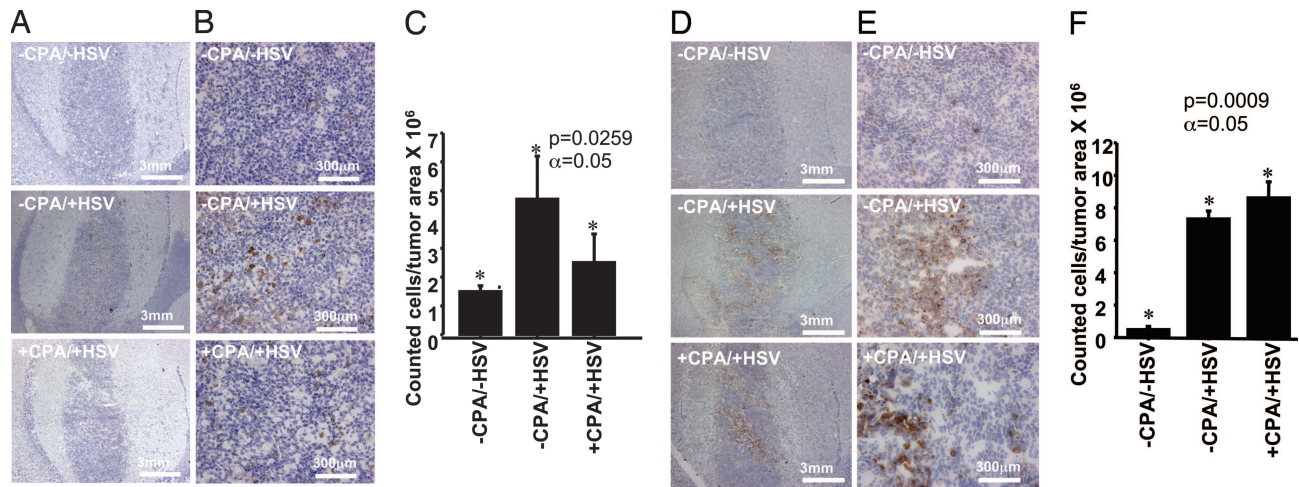 A
-CPA/-HSV
3mm
-CPA/+HSV
3mm
+CPA/+HSV
3mm
B
-CPA/-HSV
300µm
-CPA/+HSV
300µm
+CPA/+HSV
300µm
C
Counted cells/tumor area X 10⁶
7
6
5
4
3
2
1
0
p=0.0259
α=0.05
*
*
*
-CPA/-HSV
-CPA/+HSV
+CPA/+HSV
D
-CPA/-HSV
3mm
-CPA/+HSV
3mm
+CPA/+HSV
3mm
E
-CPA/-HSV
300µm
-CPA/+HSV
300µm
+CPA/+HSV
300µm
F
Counted cells/tumor area X 10⁶
12
10
8
6
4
2
0
p=0.0009
α=0.05
*
*
*
-CPA/-HSV
-CPA/+HSV
+CPA/+HSV